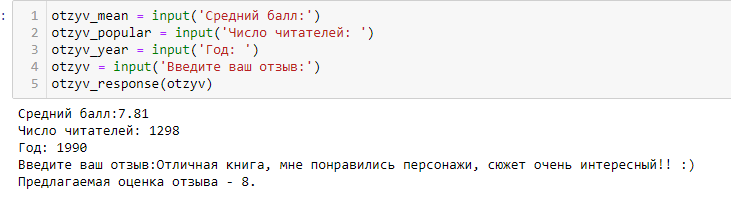 1 otzyv_mean = input('Средний балл:')
2 otzyv_popular = input('Число читателей: ')
3 otzyv_year = input('Год: ')
4 otzyv = input('Введите ваш отзыв:')
5 otzyv_response(otzyv)
Средний балл:7.81
Число читателей: 1298
Год: 1990
Введите ваш отзыв:Отличная книга, мне понравились персонажи, сюжет очень интересный!! :)
Предлагаемая оценка отзыва - 8.